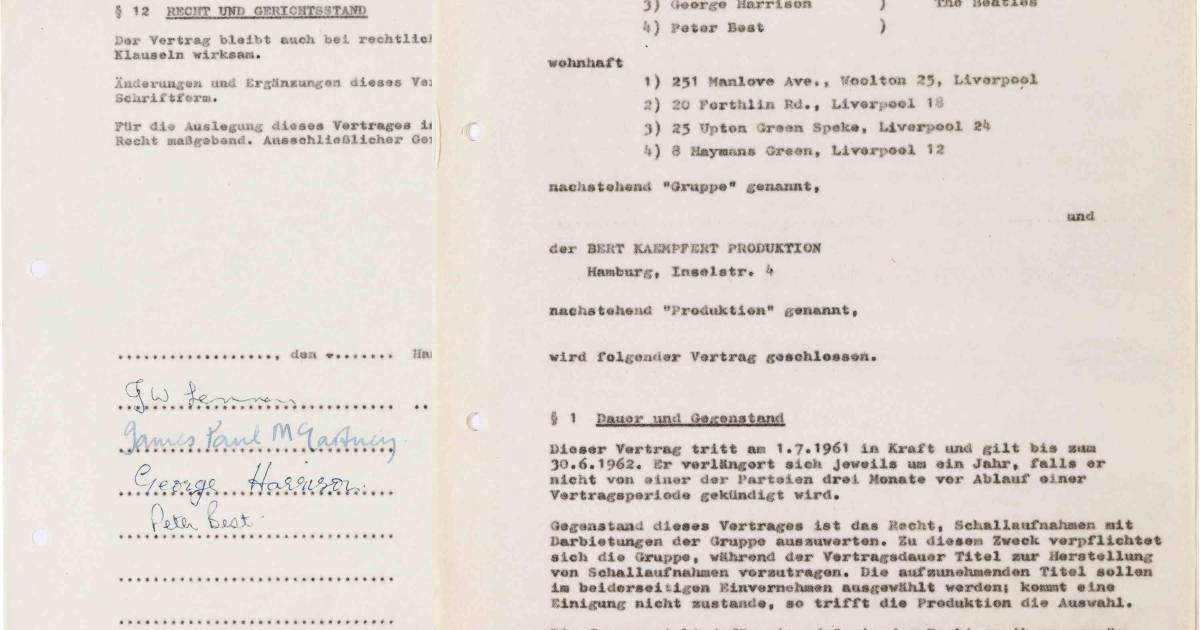 § 12 RECHT UND GERICHTSSTAND
Der Vertrag bleibt auch bei rechtlic
Klauseln wirksam.
Änderungen und Ergänzungen dieses Ve
Schriftform.
Für die Auslegung dieses Vertrages i
Recht maßgebend. Ausschließlicher Ge
................., den ........ Ha
JW Lennon
James Paul McCartney
George Harrison.
Peter Best
3) George Harrison ) The Beatles
4) Peter Best )
wohnhaft
1) 251 Manlove Ave., Woolton 25, Liverpool
2) 20 Forthlin Rd., Liverpool 18
3) 25 Upton Green Speke, Liverpool 24
4) 8 Haymans Green, Liverpool 12
nachstehend "Gruppe" genannt,
und
der BERT KAEMPFERT PRODUKTION
Hamburg, Inselstr. 4
nachstehend "Produktion" genannt,
wird folgender Vertrag geschlossen.
§ 1 Dauer und Gegenstand
Dieser Vertrag tritt am 1.7.1961 in Kraft und gilt bis zum
30.6.1962. Er verlängert sich jeweils um ein Jahr, falls er
nicht von einer der Parteien drei Monate vor Ablauf einer
Vertragsperiode gekündigt wird.
Gegenstand dieses Vertrages ist das Recht, Schallaufnahmen mit
Darbietungen der Gruppe auszuwerten. Zu diesem Zweck verpflichtet
sich die Gruppe, während der Vertragsdauer Titel zur Herstellung
von Schallaufnahmen vorzutragen. Die aufzunehmenden Titel sollen
im beiderseitigen Einvernehmen ausgewählt werden; kommt eine
Einigung nicht zustande, so trifft die Produktion die Auswahl.